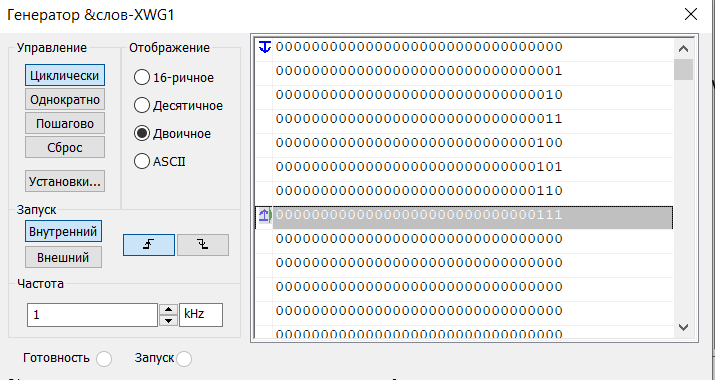 Генератор &слов-XWG1
Управление
Циклически
Однократно
Пошагово
Сброс
Установки...
Отображение
16-ричное
Десятичное
Двоичное
ASCII
Запуск
Внутренний
Внешний
Частота
1
kHz
Готовность
Запуск
00000000000000000000000000000000
00000000000000000000000000000001
00000000000000000000000000000010
00000000000000000000000000000011
00000000000000000000000000000100
00000000000000000000000000000101
00000000000000000000000000000110
00000000000000000000000000000111
00000000000000000000000000000000
00000000000000000000000000000000
00000000000000000000000000000000
00000000000000000000000000000000
00000000000000000000000000000000